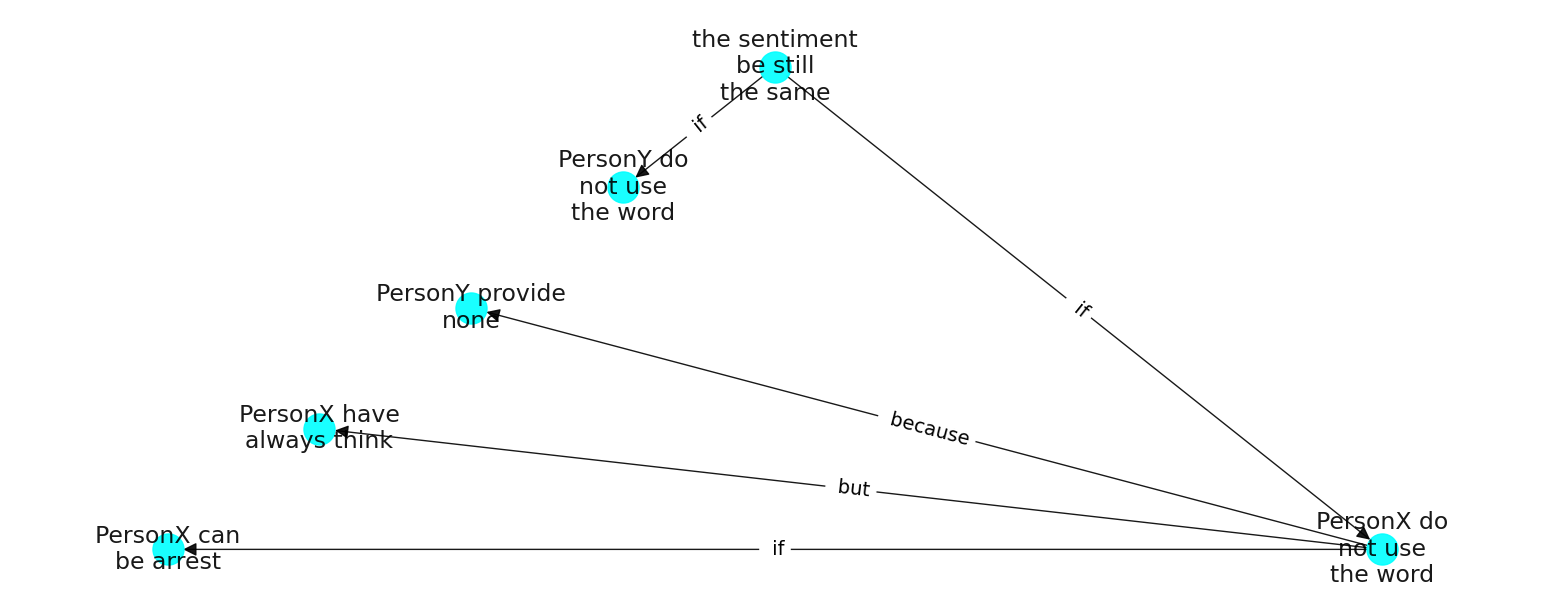 the sentiment
be still
the same
if
PersonY do
not use
the word
PersonY provide
none
if
because
PersonX have
always think
but
PersonX can
be arrest
if
PersonX do
not use
the word